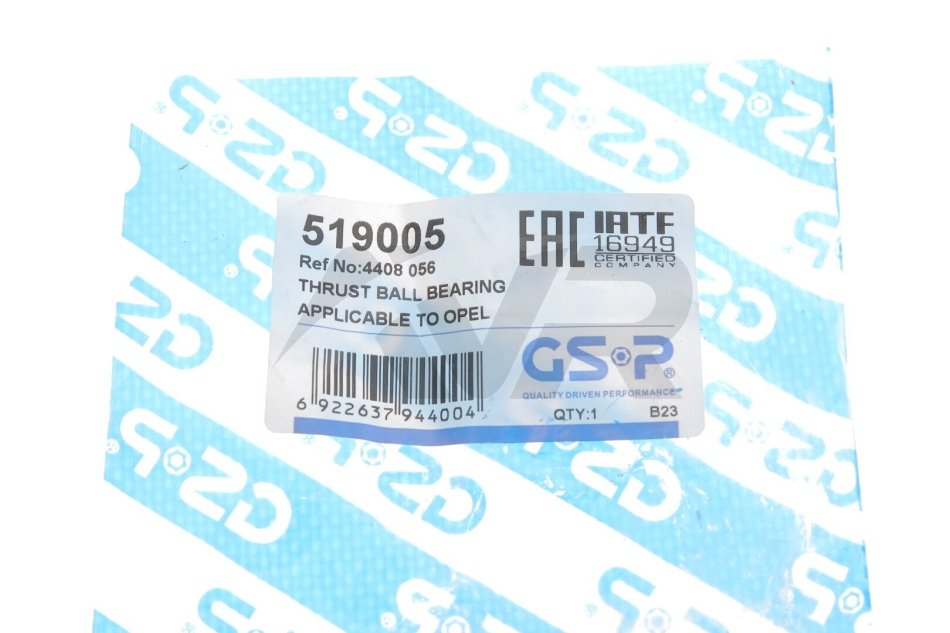 519005
Ref No:4408 056
THRUST BALL BEARING
APPLICABLE TO OPEL
6 922637 944004
EAC
IATF
16949
CERTIFIED
COMPANY
GSP®
QUALITY DRIVEN PERFORMANCE
QTY:1 B23
AVR